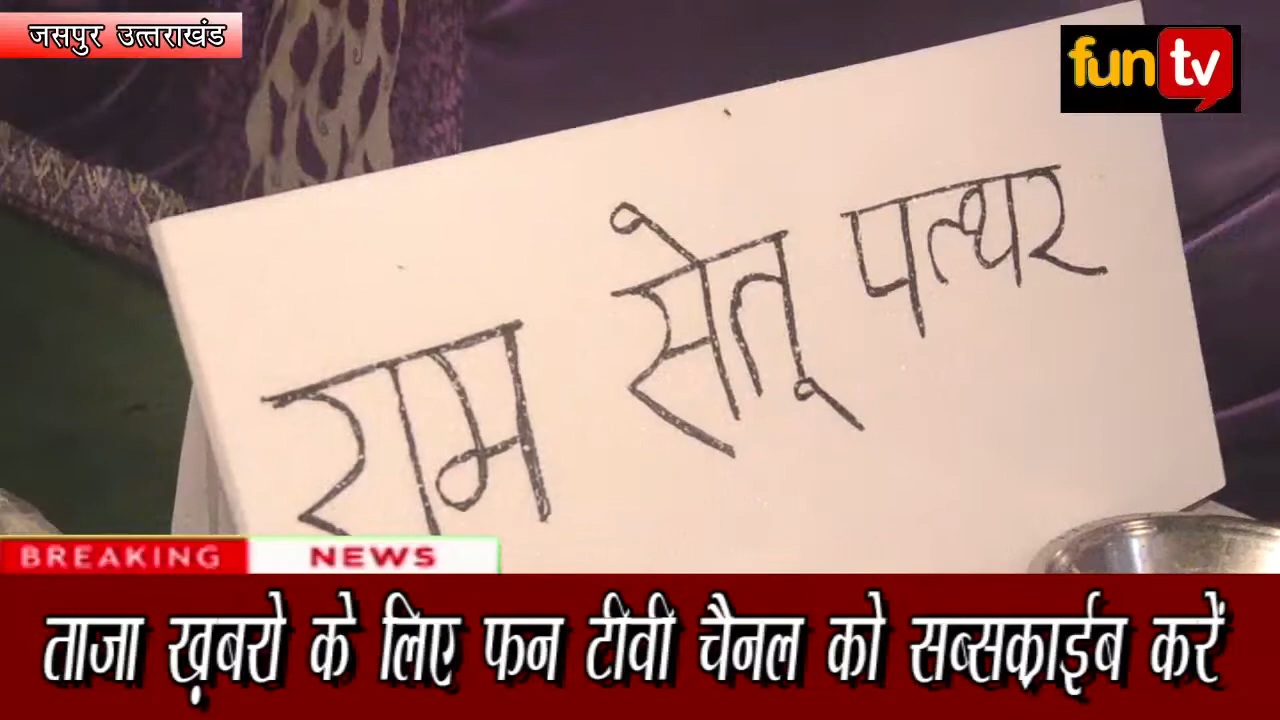 जसपुर उत्तराखंड
fun tv
राम सेतू पत्थर
BREAKING NEWS
ताजा ख़बरो के लिए फन टीवी चैनल को सब्सक्राईब करें